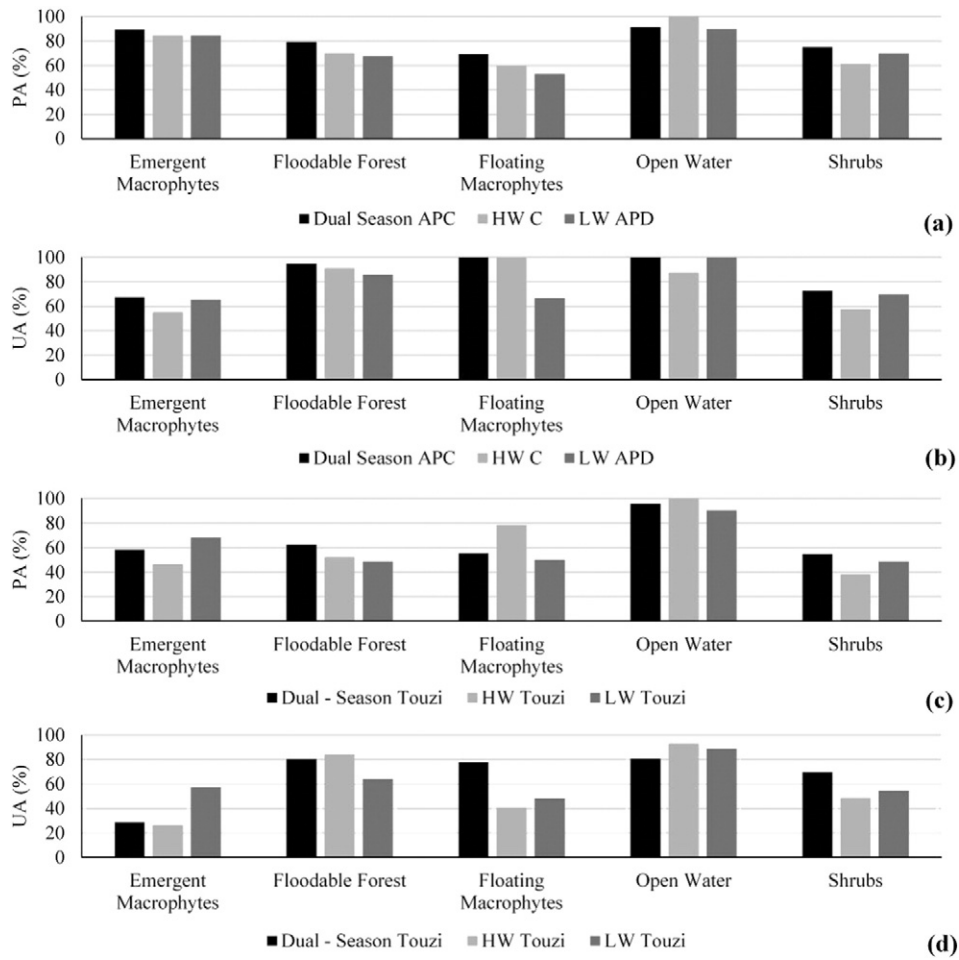 100
80
60
40
20
0
PA (%)
Emergent Macrophytes
Floodable Forest
Floating Macrophytes
Open Water
Shrubs
Dual Season APC HW C LW APD
(a)
100
80
60
40
20
0
UA (%)
Emergent Macrophytes
Floodable Forest
Floating Macrophytes
Open Water
Shrubs
Dual Season APC HW C LW APD
(b)
100
80
60
40
20
0
PA (%)
Emergent Macrophytes
Floodable Forest
Floating Macrophytes
Open Water
Shrubs
Dual - Season Touzi HW Touzi LW Touzi
(c)
100
80
60
40
20
0
UA (%)
Emergent Macrophytes
Floodable Forest
Floating Macrophytes
Open Water
Shrubs
Dual - Season Touzi HW Touzi LW Touzi
(d)